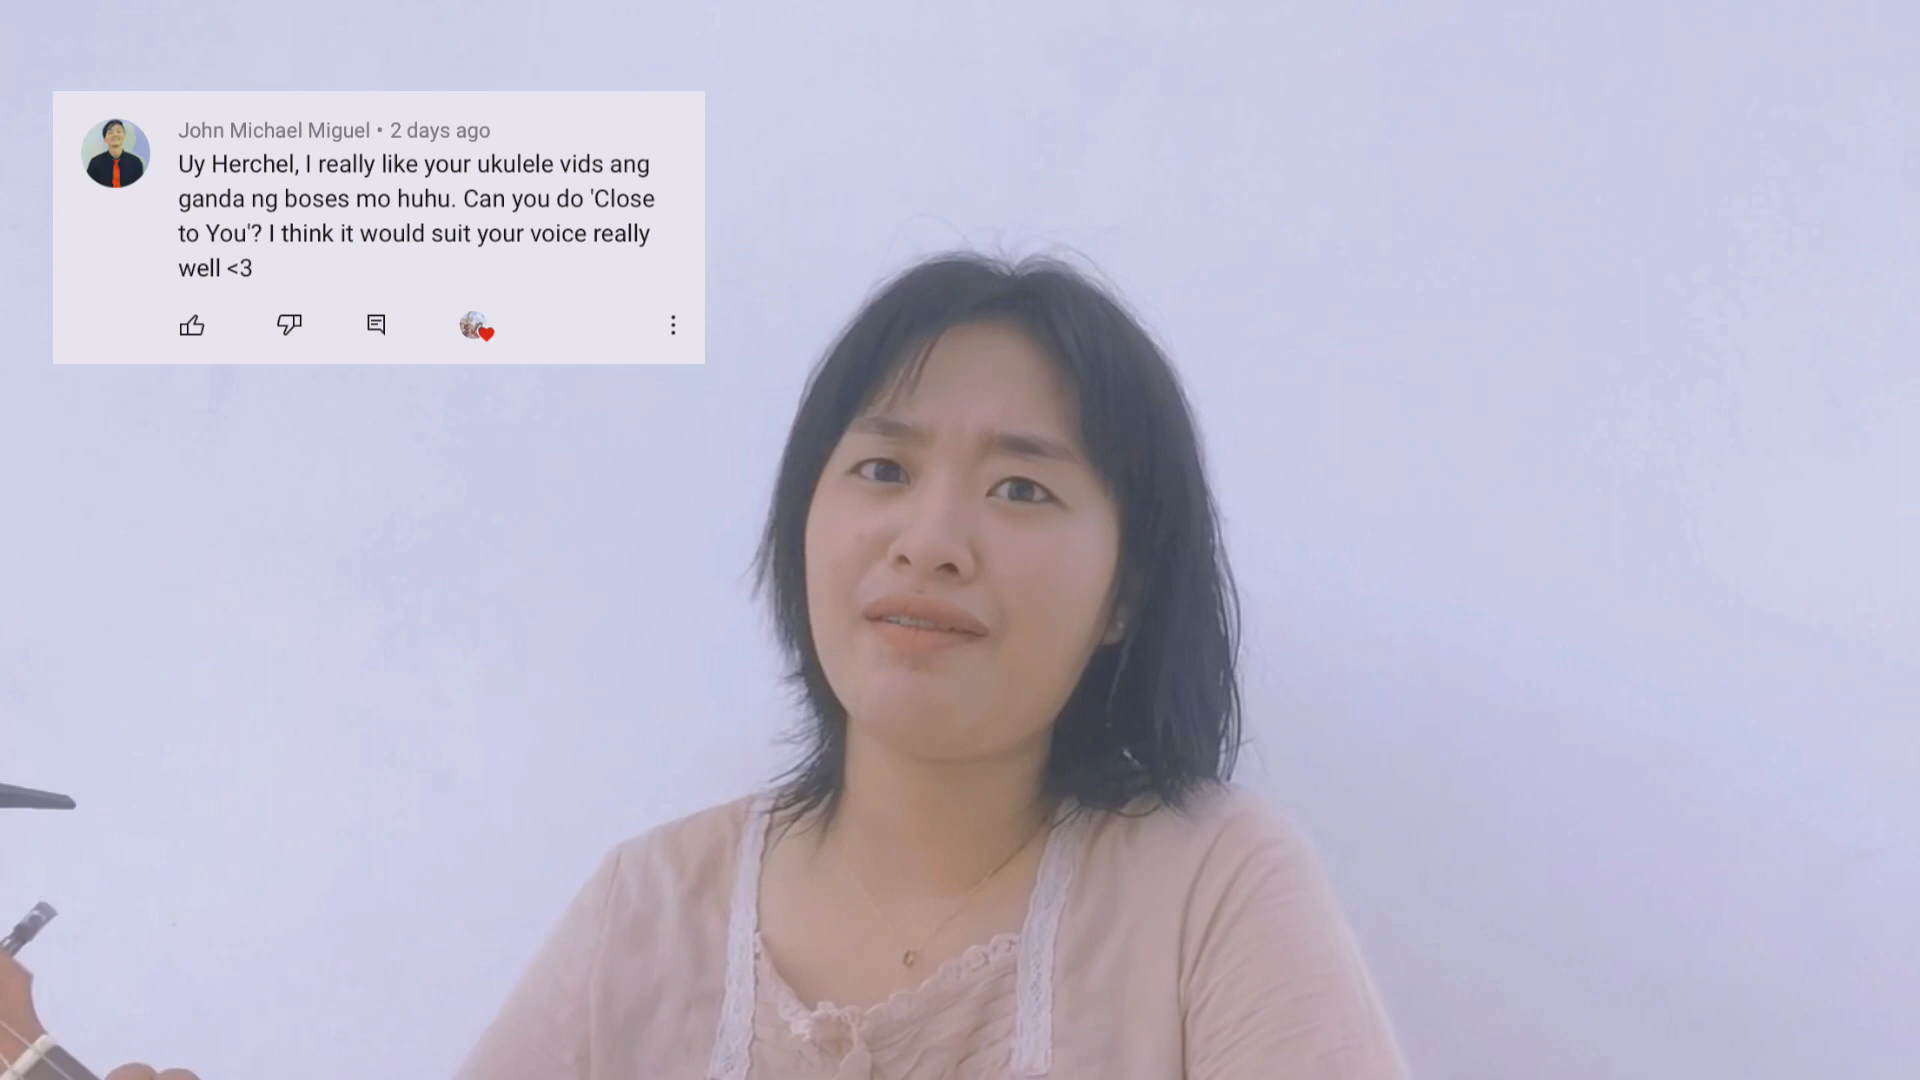 John Michael Miguel • 2 days ago
Uy Herchel, I really like your ukulele vids ang
ganda ng boses mo huhu. Can you do 'Close
to You'? I think it would suit your voice really
well <3